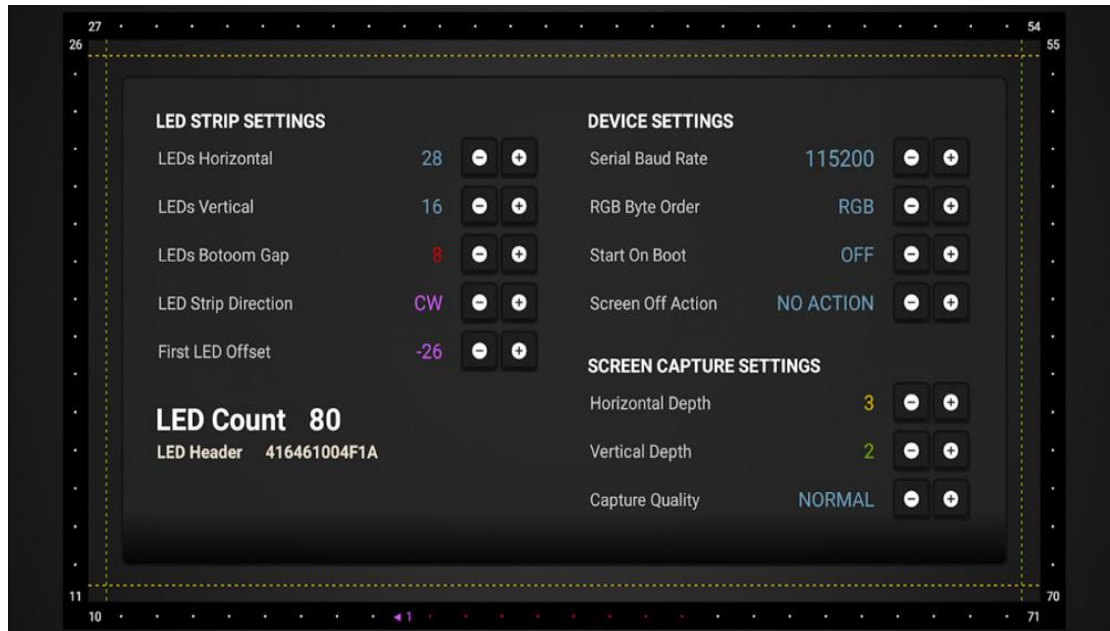 27 54
26 55
LED STRIP SETTINGS
LEDs Horizontal 28
LEDs Vertical 16
LEDs Botoom Gap 8
LED Strip Direction CW
First LED Offset -26
LED Count 80
LED Header 416461004F1A
DEVICE SETTINGS
Serial Baud Rate 115200
RGB Byte Order RGB
Start On Boot OFF
Screen Off Action NO ACTION
SCREEN CAPTURE SETTINGS
Horizontal Depth 3
Vertical Depth 2
Capture Quality NORMAL
11 70
10 1 71